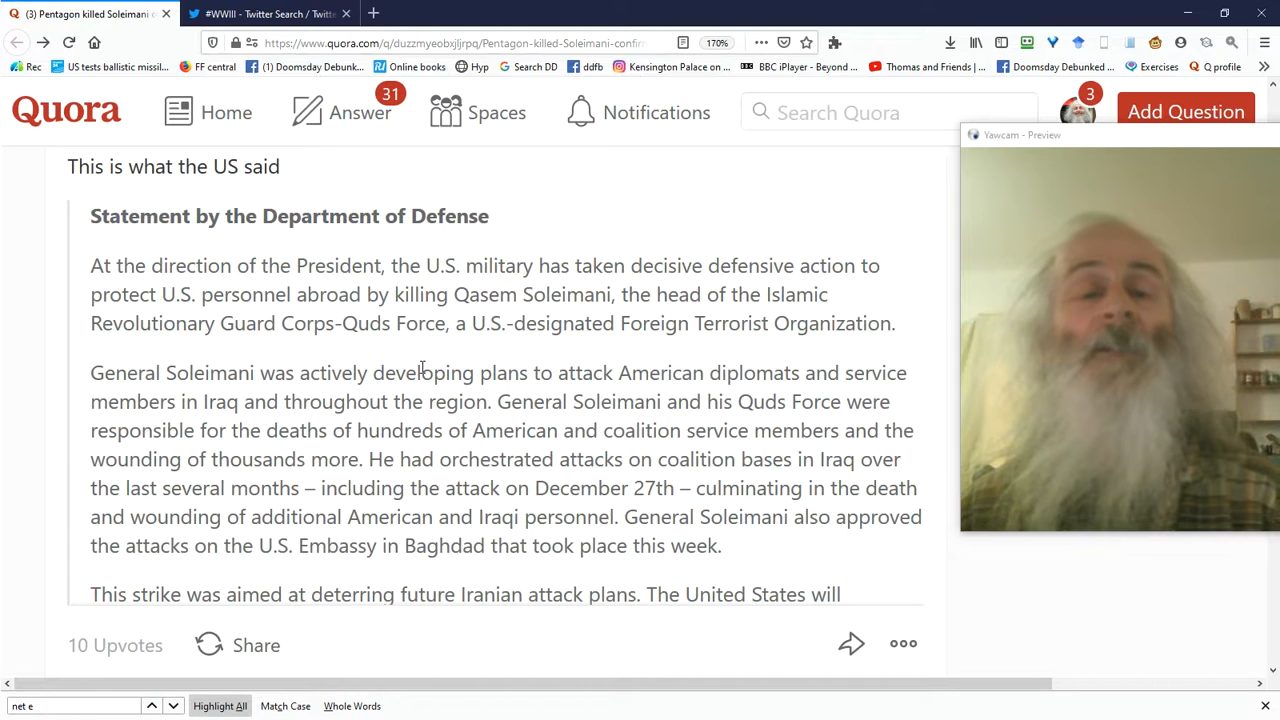 (3) Pentagon killed Soleimani c
#WWIII - Twitter Search / Twitte
https://www.quora.com/q/duzzmyeobxjljrpq/Pentagon-killed-Soleimani-confirm
170%
Rec
US tests ballistic missil...
FF central
(1) Doomsday Debunk...
Online books
Hyp
Search DD
ddfb
Kensington Palace on ...
BBC iPlayer - Beyond ...
Thomas and Friends | ...
Doomsday Debunked ...
Exercises
Q profile
Quora
Home
31
Answer
Spaces
Notifications
Search Quora
3
Add Question
Yawcam - Preview
This is what the US said
Statement by the Department of Defense
At the direction of the President, the U.S. military has taken decisive defensive action to
protect U.S. personnel abroad by killing Qasem Soleimani, the head of the Islamic
Revolutionary Guard Corps-Quds Force, a U.S.-designated Foreign Terrorist Organization.
General Soleimani was actively developing plans to attack American diplomats and service
members in Iraq and throughout the region. General Soleimani and his Quds Force were
responsible for the deaths of hundreds of American and coalition service members and the
wounding of thousands more. He had orchestrated attacks on coalition bases in Iraq over
the last several months – including the attack on December 27th – culminating in the death
and wounding of additional American and Iraqi personnel. General Soleimani also approved
the attacks on the U.S. Embassy in Baghdad that took place this week.
This strike was aimed at deterring future Iranian attack plans. The United States will
10 Upvotes
Share
net e
Highlight All
Match Case
Whole Words